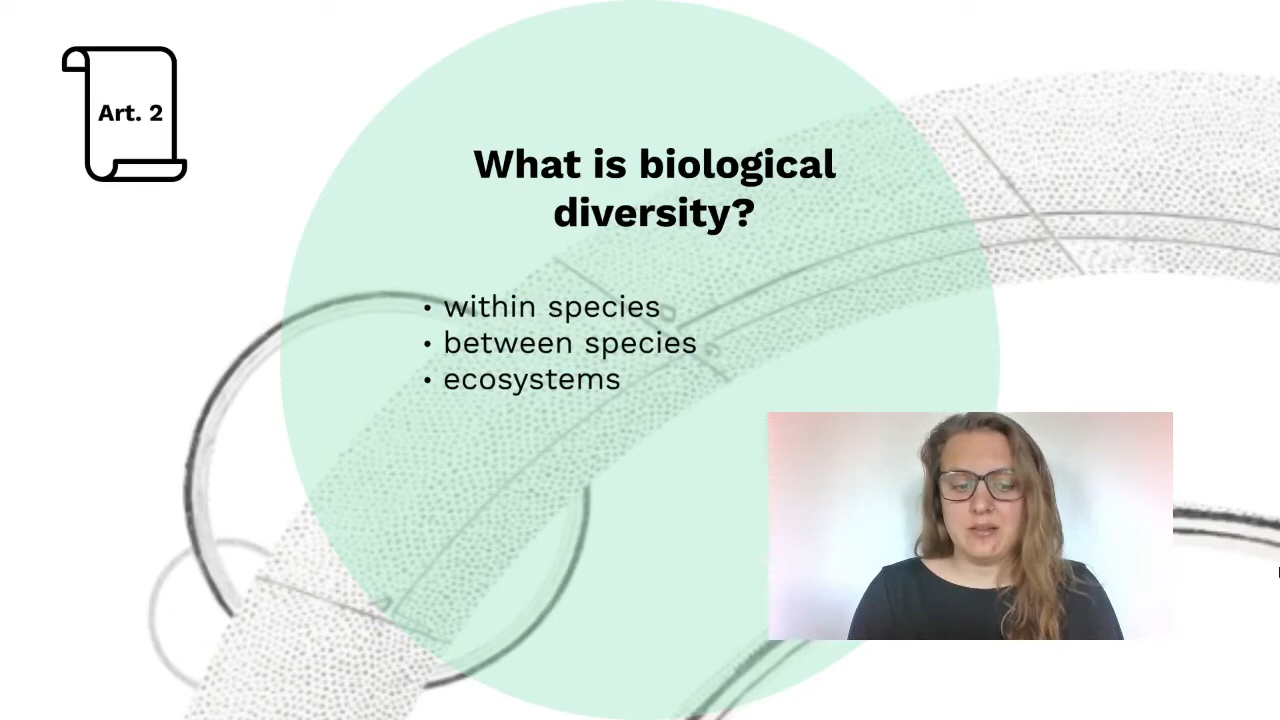 Art. 2
What is biological
diversity?
• within species
• between species
• ecosystems